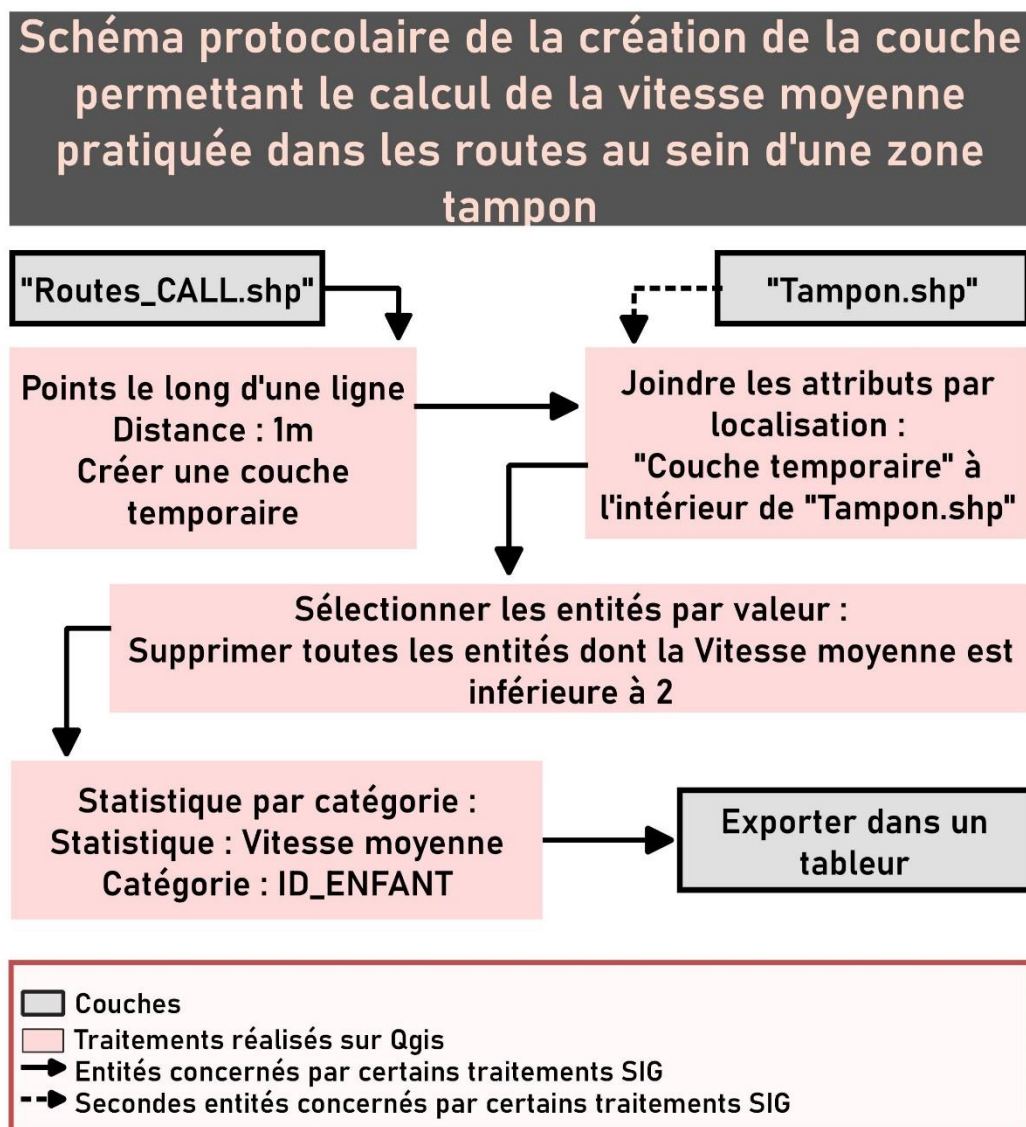 Schéma protocolaire de la création de la couche
permettant le calcul de la vitesse moyenne
pratiquée dans les routes au sein d'une zone
tampon
"Routes_CALL.shp"
"Tampon.shp"
Points le long d'une ligne
Distance : 1m
Créer une couche
temporaire
Joindre les attributs par
localisation :
"Couche temporaire" à
l'intérieur de "Tampon.shp"
Sélectionner les entités par valeur :
Supprimer toutes les entités dont la Vitesse moyenne est
inférieure à 2
Statistique par catégorie :
Statistique : Vitesse moyenne
Catégorie : ID_ENFANT
Exporter dans un
tableur
Couches
Traitements réalisés sur Qgis
Entités concernés par certains traitements SIG
Secondes entités concernés par certains traitements SIG